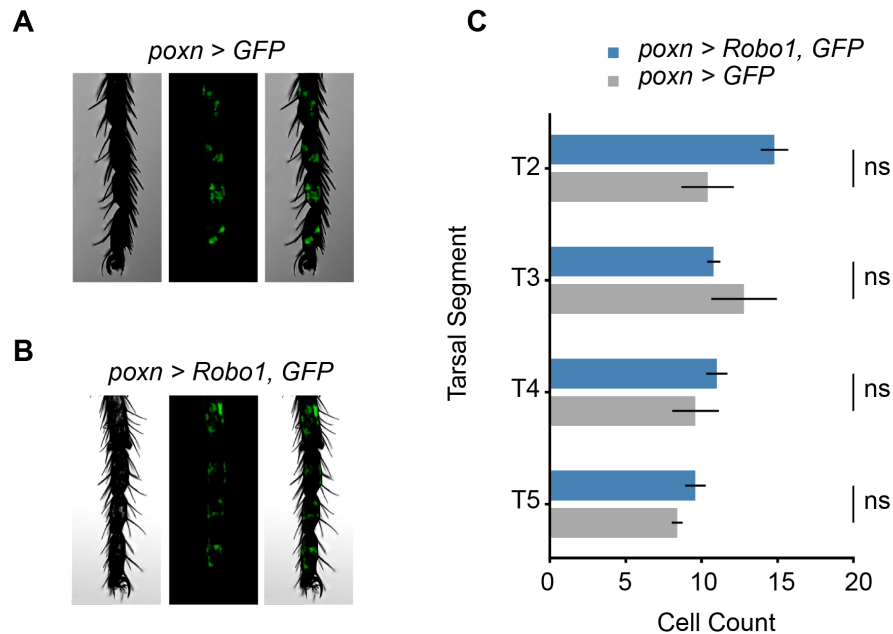 A
poxn > GFP
B
poxn > Robo1, GFP
C
poxn > Robo1, GFP
poxn > GFP
Tarsal Segment
T2
ns
T3
ns
T4
ns
T5
ns
0 5 10 15 20
Cell Count